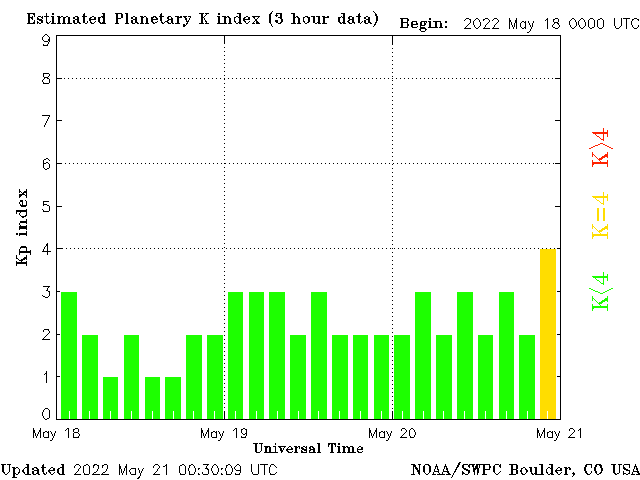 Estimated Planetary K index (3 hour data)
Begin: 2022 May 18 0000 UTC
9
8
7
6
5
4
3
2
1
0
Kp index
K>4
K=4
K<4
May 18
May 19
May 20
May 21
Universal Time
Updated 2022 May 21 00:30:09 UTC
NOAA/SWPC Boulder, CO USA